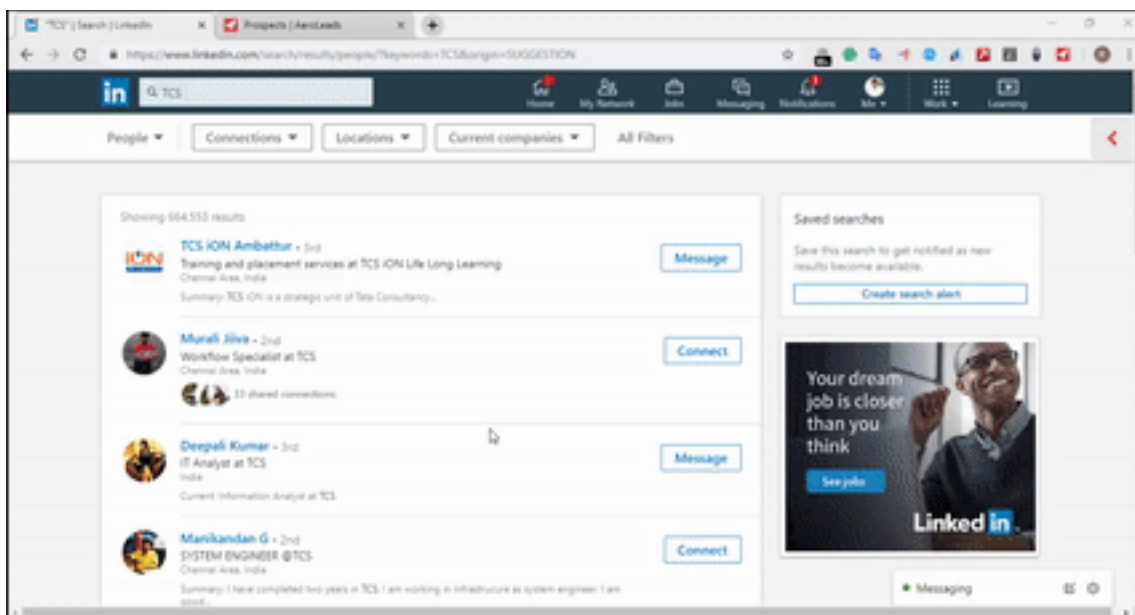 "TCS" | Search | LinkedIn
Prospects | AeroLeads
https://www.linkedin.com/search/results/people/?keywords=TCS&origin=SUGGESTION
in
TCS
Home
My Network
Jobs
Messaging
Notifications
Me
Work
Learning
People
Connections
Locations
Current companies
All Filters
Showing 664,553 results
TCS iON Ambattur • 3rd
Training and placement services at TCS iON Life Long Learning
Chennai Area, India
Summary: TCS iON is a strategic unit of Tata Consultancy...
Message
Murali Jiiva • 2nd
Workflow Specialist at TCS
Chennai Area, India
33 shared connections
Connect
Deepali Kumar • 3rd
IT Analyst at TCS
India
Current: Information Analyst at TCS
Message
Manikandan G • 2nd
SYSTEM ENGINEER @TCS
Chennai Area, India
Summary: I have completed two years in TCS. I am working in Infrastrucure as system engineer. I am
good...
Connect
Saved searches
Save this search to get notified as new
results become available.
Create search alert
Your dream
job is closer
than you
think
See jobs
Linked in
Messaging